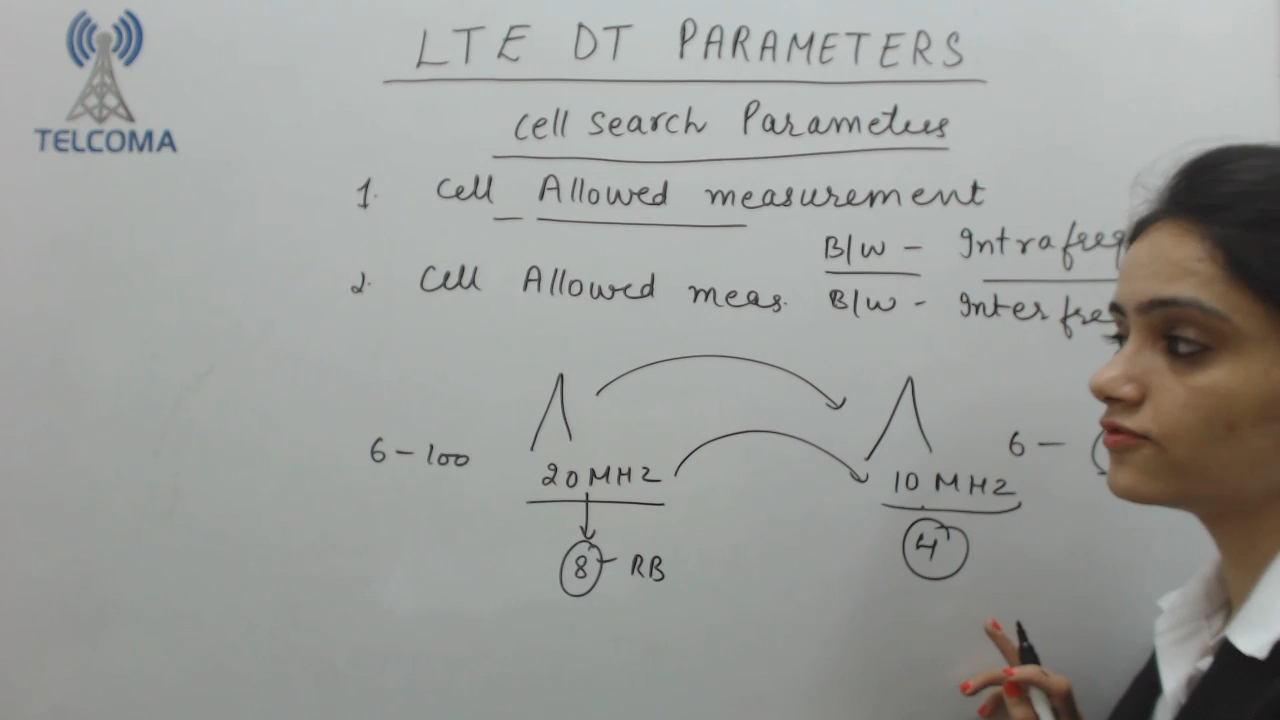 TELCOMA
LTE DT PARAMETERS
Cell Search Parameters
1. Cell Allowed measurement
B/W - Intrafreq
2. Cell Allowed meas. B/W - Inter fre
6-100
20 MHZ
10 MHZ
6 -
8 - RB
4